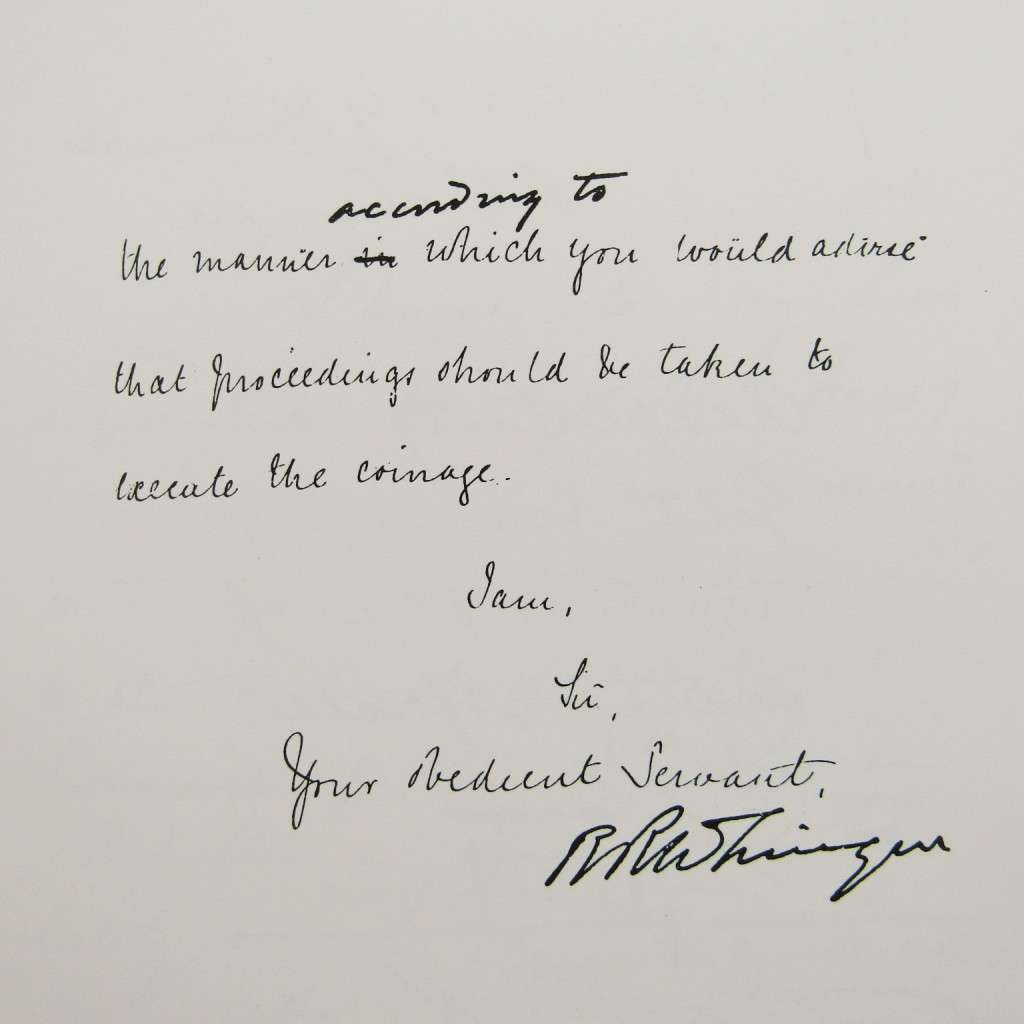 according to
the manner in which you would advise
that proceedings should be taken to
execute the coinage.
I am,
Sir,
Your obedient Servant,